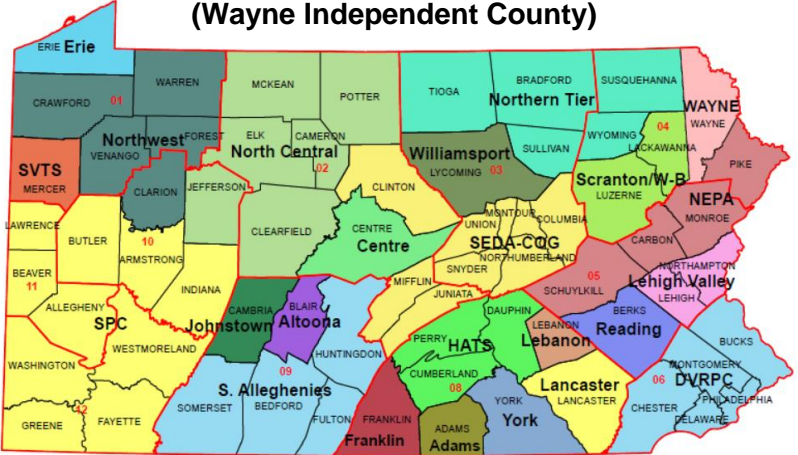 (Wayne Independent County)
ERIE Erie
WARREN
MCKEAN
POTTER
TIOGA
BRADFORD
SUSQUEHANNA
CRAWFORD 01
Northern Tier
WAYNE
WAYNE
Northwest
FOREST
VENANGO
ELK
CAMERON
North Central
02
Williamsport
LYCOMING 03
SULLIVAN
WYOMING
04
LACKAWANNA
PIKE
SVTS
MERCER
CLARION
JEFFERSON
CLINTON
Scranton/W-B
LUZERNE
NEPA
MONROE
LAWRENCE
BUTLER
10
ARMSTRONG
CLEARFIELD
CENTRE
Centre
UNION
MONTOUR
COLUMBIA
SEDA-COG
NORTHUMBERLAND
SNYDER
CARBON
BEAVER
11
INDIANA
MIFFLIN
JUNIATA
05
SCHUYLKILL
NORTHAMPTON
Lehigh Valley
LEHIGH
ALLEGHENY
SPC
WESTMORELAND
CAMBRIA
Johnstown
BLAIR
Altoona
HUNTINGDON
PERRY
HATS
DAUPHIN
LEBANON
Lebanon
BERKS
Reading
BUCKS
WASHINGTON
09
S. Alleghenies
CUMBERLAND
08
Lancaster
LANCASTER
MONTGOMERY
06 DVRPC
PHILADELPHIA
CHESTER
DELAWARE
12
GREENE
FAYETTE
SOMERSET
BEDFORD
FULTON
FRANKLIN
Franklin
ADAMS
Adams
YORK
York